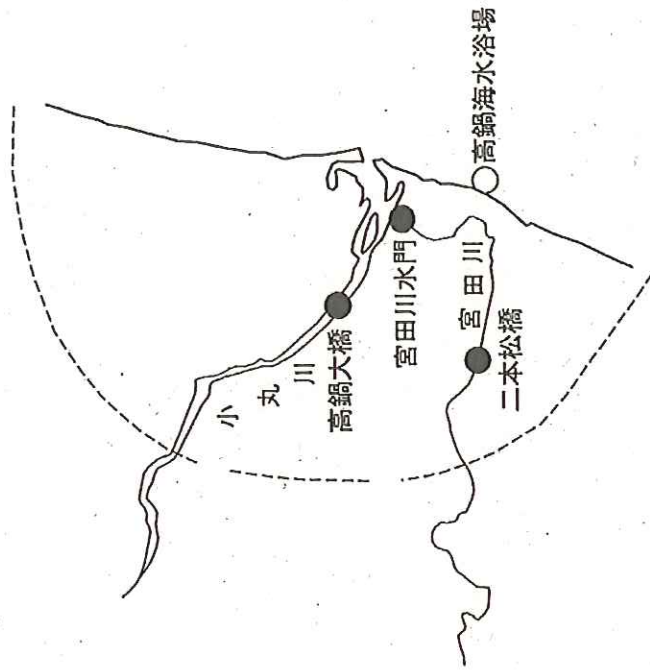 小丸川
高鍋大橋
宮田川水門
宮田川
二本松橋
高鍋海水浴場